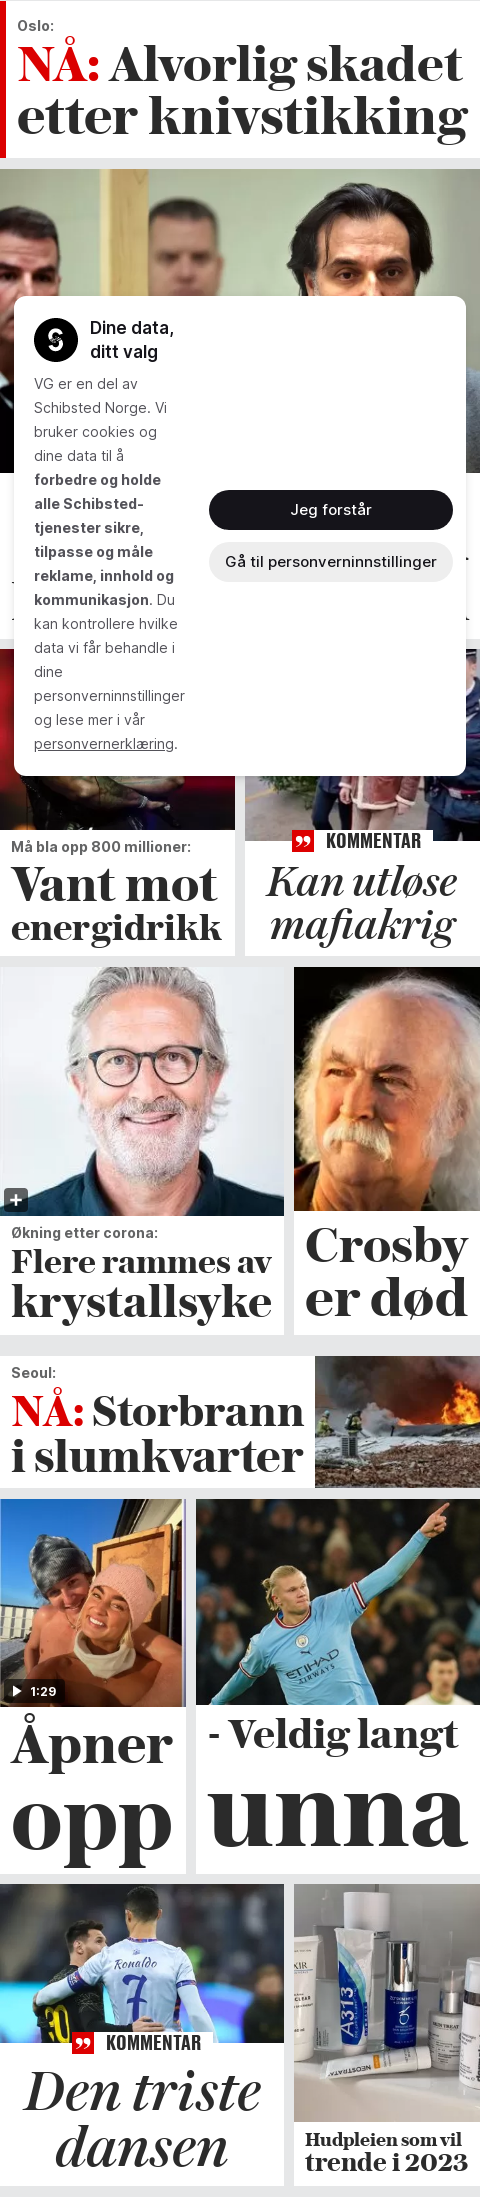 Oslo:
NÅ: Alvorlig skadet
etter knivstikking
Dine data,
ditt valg
VG er en del av
Schibsted Norge. Vi
bruker cookies og
dine data til å
forbedre og holde
alle Schibsted-
tjenester sikre,
tilpasse og måle
reklame, innhold og
kommunikasjon. Du
kan kontrollere hvilke
data vi får behandle i
dine
personverninnstillinger
og lese mer i vår
personvernerklæring.
Jeg forstår
Gå til personverninnstillinger
Må bla opp 800 millioner:
Vant mot
energidrikk
KOMMENTAR
Kan utløse
mafiakrig
Økning etter corona:
Flere rammes av
krystallsyke
Crosby
er død
Seoul:
NÅ: Storbrann
i slumkvarter
1:29
Åpner
opp
ETIHAD
AIRWAYS
- Veldig langt
unna
Ronaldo
7
10
KOMMENTAR
Den triste
dansen
A313
SKIN TREAT
NEOSTRATA
Hudpleien som vil
trende i 2023